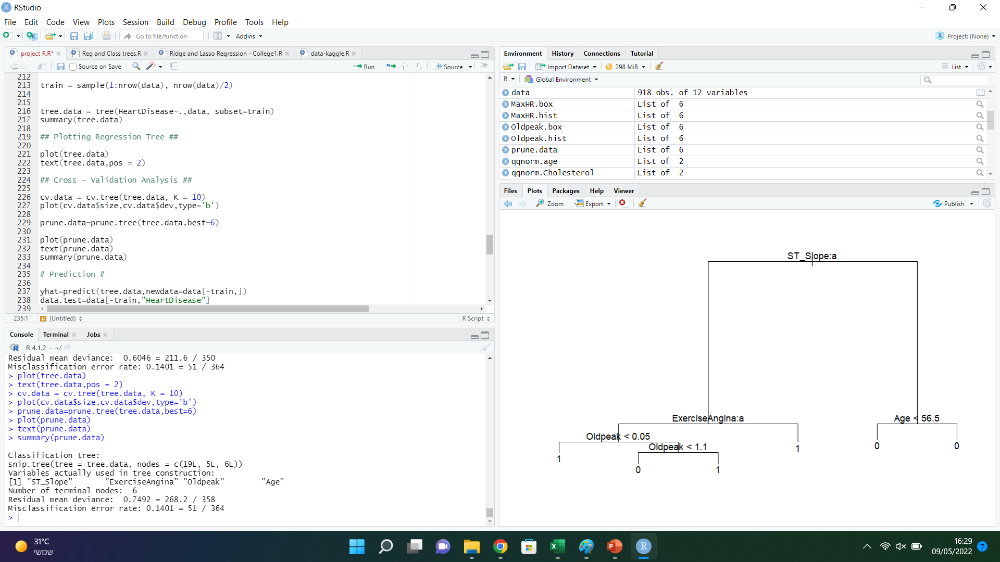 RStudio
File Edit Code View Plots Session Build Debug Profile Tools Help
Go to file/function Addins Project: (None)
project R.R* Reg and Class trees.R Ridge and Lasso Regression - College1.R data-kaggle.R
Source on Save Run Source
212
213 train = sample(1:nrow(data), nrow(data)/2)
214
215
216 tree.data = tree(HeartDisease~.,data, subset=train)
217 summary(tree.data)
218
219 ## Plotting Regression Tree ##
220
221 plot(tree.data)
222 text(tree.data,pos = 2)
223
224 ## Cross - Validation Analysis ##
225
226 cv.data = cv.tree(tree.data, K = 10)
227 plot(cv.data$size,cv.data$dev,type='b')
228
229 prune.data=prune.tree(tree.data,best=6)
230
231 plot(prune.data)
232 text(prune.data)
233 summary(prune.data)
234
235 # Prediction #
236
237 yhat=predict(tree.data,newdata=data[-train,])
238 data.test=data[-train,"HeartDisease"]
239
235:1 # (Untitled) R Script
Console Terminal Jobs
R R 4.1.2 · ~/
Residual mean deviance:  0.6046 = 211.6 / 350
Misclassification error rate: 0.1401 = 51 / 364
> plot(tree.data)
> text(tree.data,pos = 2)
> cv.data = cv.tree(tree.data, K = 10)
> plot(cv.data$size,cv.data$dev,type='b')
> prune.data=prune.tree(tree.data,best=6)
> plot(prune.data)
> text(prune.data)
> summary(prune.data)
Classification tree:
snip.tree(tree = tree.data, nodes = c(19L, 5L, 6L))
Variables actually used in tree construction:
[1] "ST_Slope"       "ExerciseAngina" "Oldpeak"        "Age"
Number of terminal nodes:  6
Residual mean deviance:  0.7492 = 268.2 / 358
Misclassification error rate: 0.1401 = 51 / 364
>
Environment History Connections Tutorial
Import Dataset 298 MiB List
R Global Environment
data 918 obs. of 12 variables
MaxHR.box List of 6
MaxHR.hist List of 6
Oldpeak.box List of 6
Oldpeak.hist List of 6
prune.data List of 6
qqnorm.age List of 2
qqnorm.Cholesterol List of 2
Files Plots Packages Help Viewer
Zoom Export Publish
ST_Slope:a
ExerciseAngina:a Age < 56.5
Oldpeak < 0.05
Oldpeak < 1.1
1 0 0
1
0 1
31°C
שמשי
16:29
09/05/2022 7